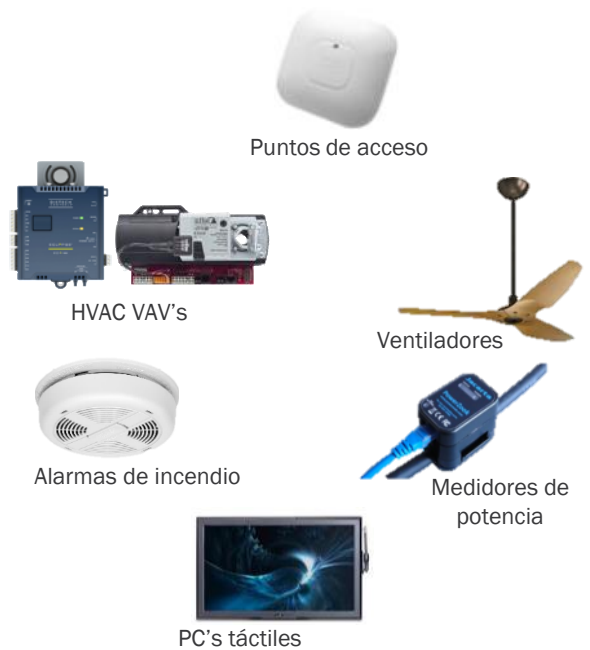 Puntos de acceso
HVAC VAV's
Ventiladores
Alarmas de incendio
Medidores de
potencia
PC's táctiles